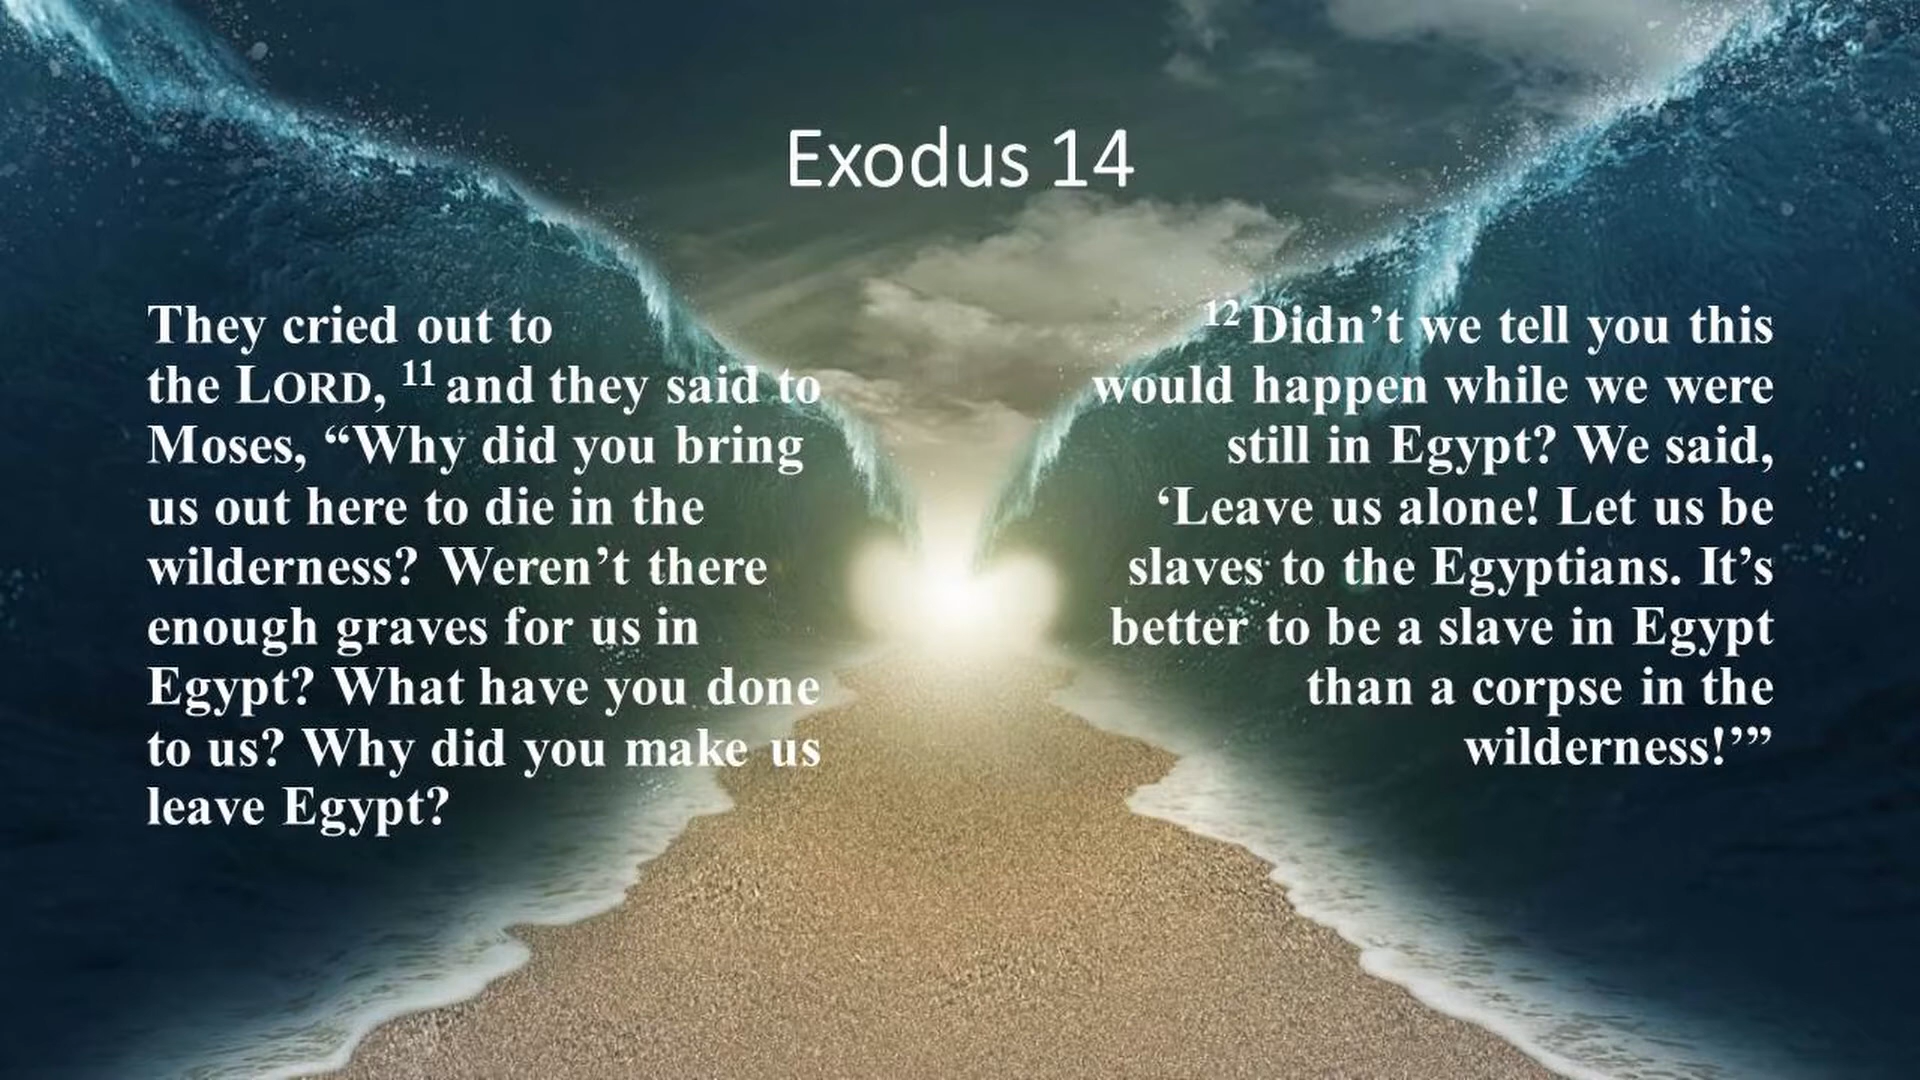 Exodus 14
They cried out to
the LORD, 11 and they said to
Moses, “Why did you bring
us out here to die in the
wilderness? Weren’t there
enough graves for us in
Egypt? What have you done
to us? Why did you make us
leave Egypt?
12 Didn’t we tell you this
would happen while we were
still in Egypt? We said,
‘Leave us alone! Let us be
slaves to the Egyptians. It’s
better to be a slave in Egypt
than a corpse in the
wilderness!’”